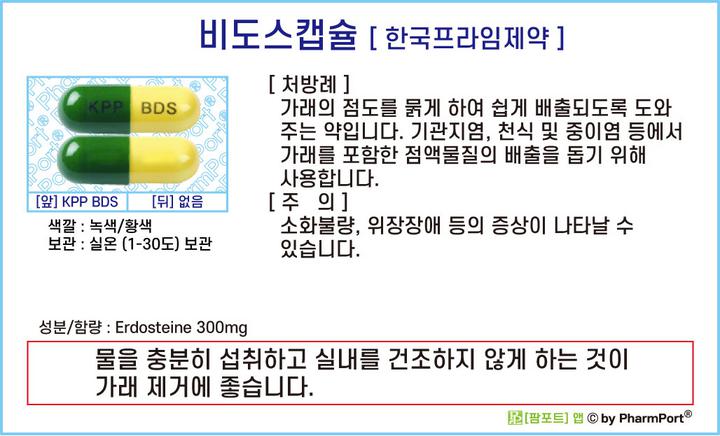 비도스캡슐 [ 한국프라임제약 ]
[ 처방례 ]
가래의 점도를 묽게 하여 쉽게 배출되도록 도와
주는 약입니다. 기관지염, 천식 및 중이염 등에서
가래를 포함한 점액물질의 배출을 돕기 위해
사용합니다.
[ 주 의 ]
소화불량, 위장장애 등의 증상이 나타날 수
있습니다.
KPP BDS
[앞] KPP BDS [뒤] 없음
색깔 : 녹색/황색
보관 : 실온 (1-30도) 보관
성분/함량 : Erdosteine 300mg
물을 충분히 섭취하고 실내를 건조하지 않게 하는 것이
가래 제거에 좋습니다.
[팜포트] 앱 © by PharmPort®